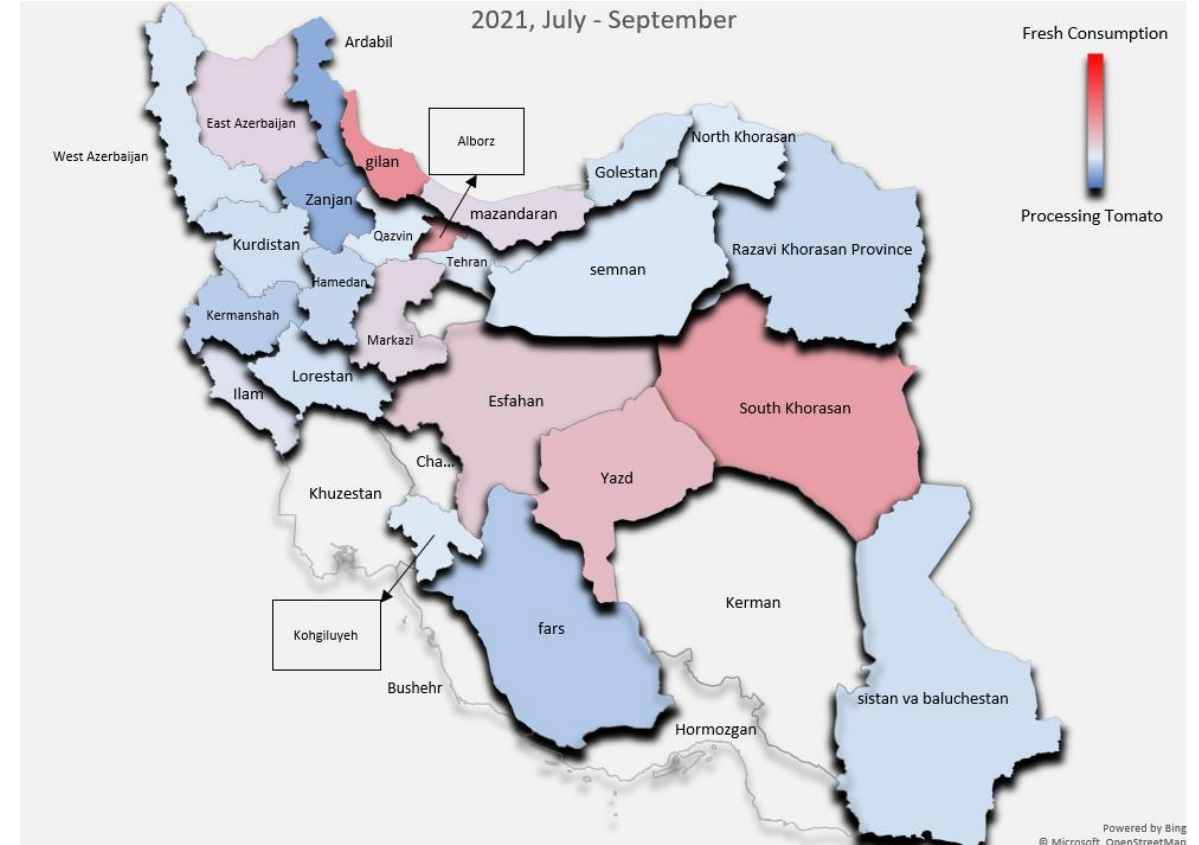 2021, July - September
Fresh Consumption
Processing Tomato
Ardabil
East Azerbaijan
West Azerbaijan
gilan
Alborz
Zanjan
mazandaran
Golestan
North Khorasan
Kurdistan
Qazvin
Tehran
semnan
Razavi Khorasan Province
Hamedan
Kermanshah
Markazi
Lorestan
Ilam
Esfahan
South Khorasan
Cha...
Yazd
Khuzestan
Kohgiluyeh
fars
Kerman
Bushehr
Hormozgan
sistan va baluchestan
Powered by Bing
© Microsoft, OpenStreetMap